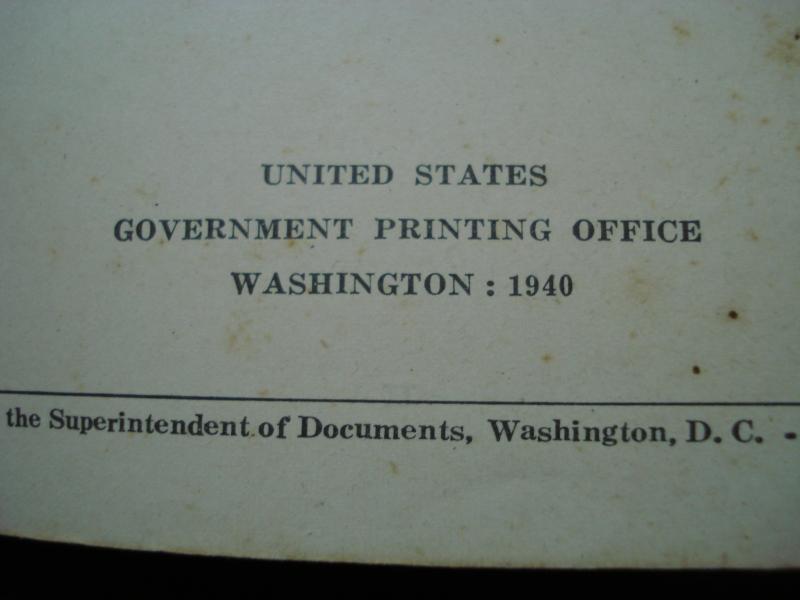 UNITED STATES
GOVERNMENT PRINTING OFFICE
WASHINGTON : 1940
the Superintendent of Documents, Washington, D. C. -